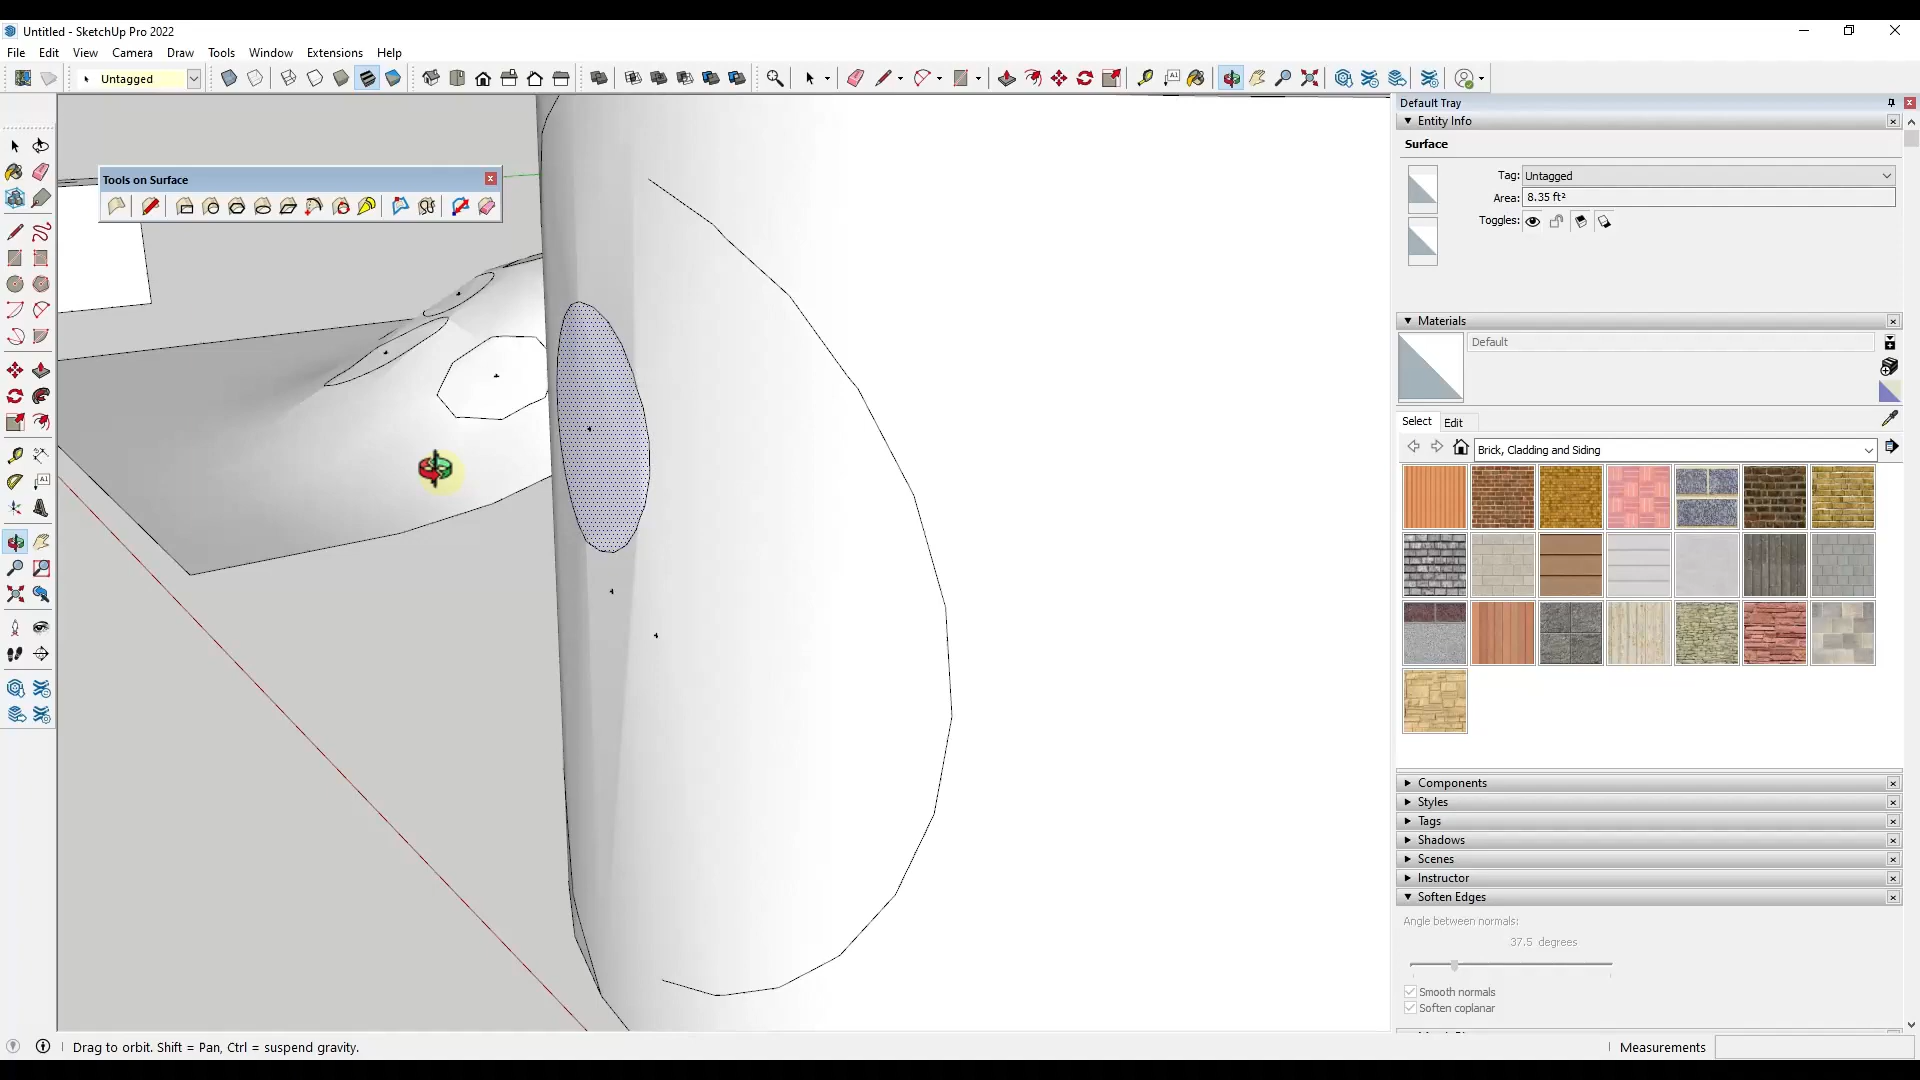 Untitled - SketchUp Pro 2022
File Edit View Camera Draw Tools Window Extensions Help
Untagged
Default Tray
Entity Info
Surface
Tag: Untagged
Area: 8.35 ft²
Toggles:
Tools on Surface
Materials
Default
Select Edit
Brick, Cladding and Siding
Components
Styles
Tags
Shadows
Scenes
Instructor
Soften Edges
Angle between normals:
37.5 degrees
Smooth normals
Soften coplanar
Drag to orbit. Shift = Pan, Ctrl = suspend gravity.
Measurements